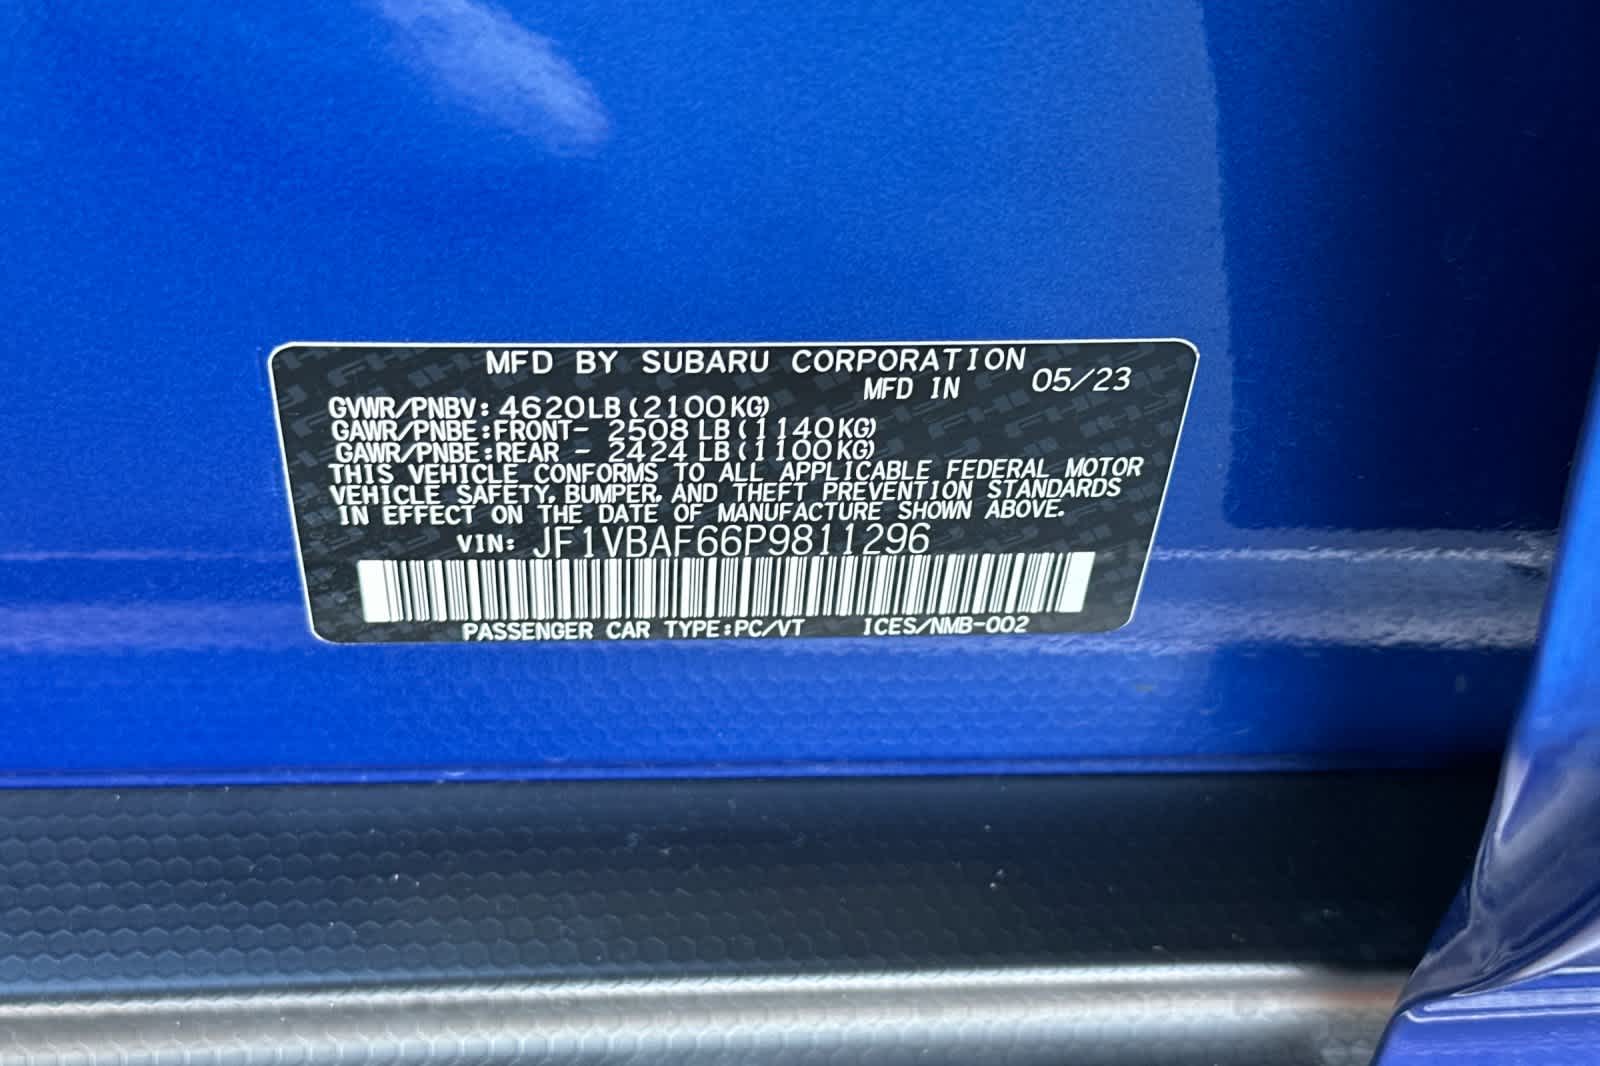 MFD BY SUBARU CORPORATION
MFD IN 05/23
GVWR/PNBV: 4620LB(2100KG)
GAWR/PNBE:FRONT- 2508 LB(1140KG)
GAWR/PNBE:REAR - 2424 LB(1100KG)
THIS VEHICLE CONFORMS TO ALL APPLICABLE FEDERAL MOTOR
VEHICLE SAFETY, BUMPER, AND THEFT PREVENTION STANDARDS
IN EFFECT ON THE DATE OF MANUFACTURE SHOWN ABOVE.
VIN: JF1VBAF66P9811296
PASSENGER CAR TYPE:PC/VT ICES/NMB-002